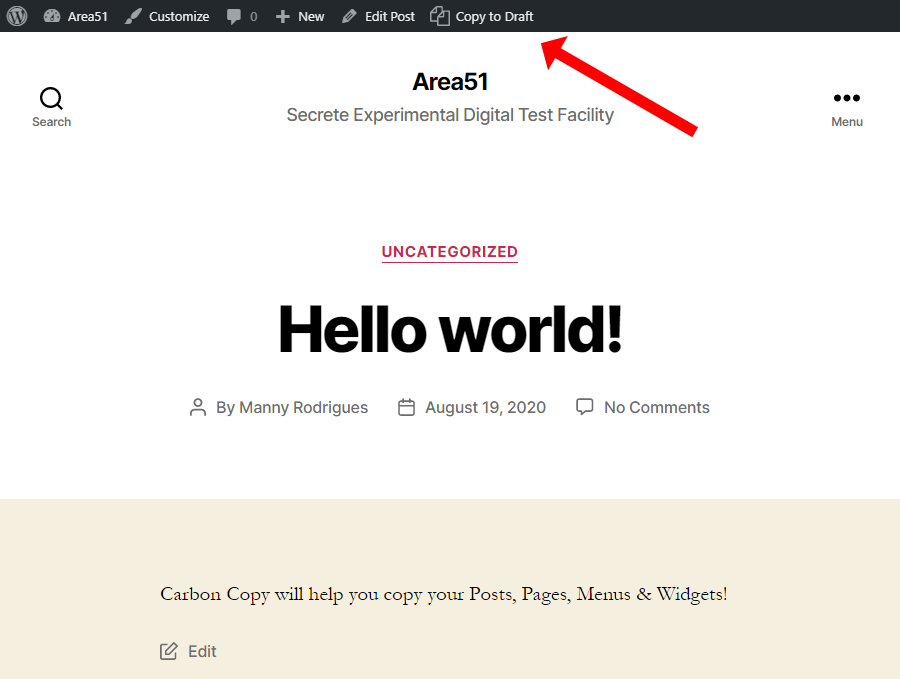 Area51 Customize 0 New Edit Post Copy to Draft
Area51
Secrete Experimental Digital Test Facility
Search
Menu
UNCATEGORIZED
Hello world!
By Manny Rodrigues August 19, 2020 No Comments
Carbon Copy will help you copy your Posts, Pages, Menus & Widgets!
Edit